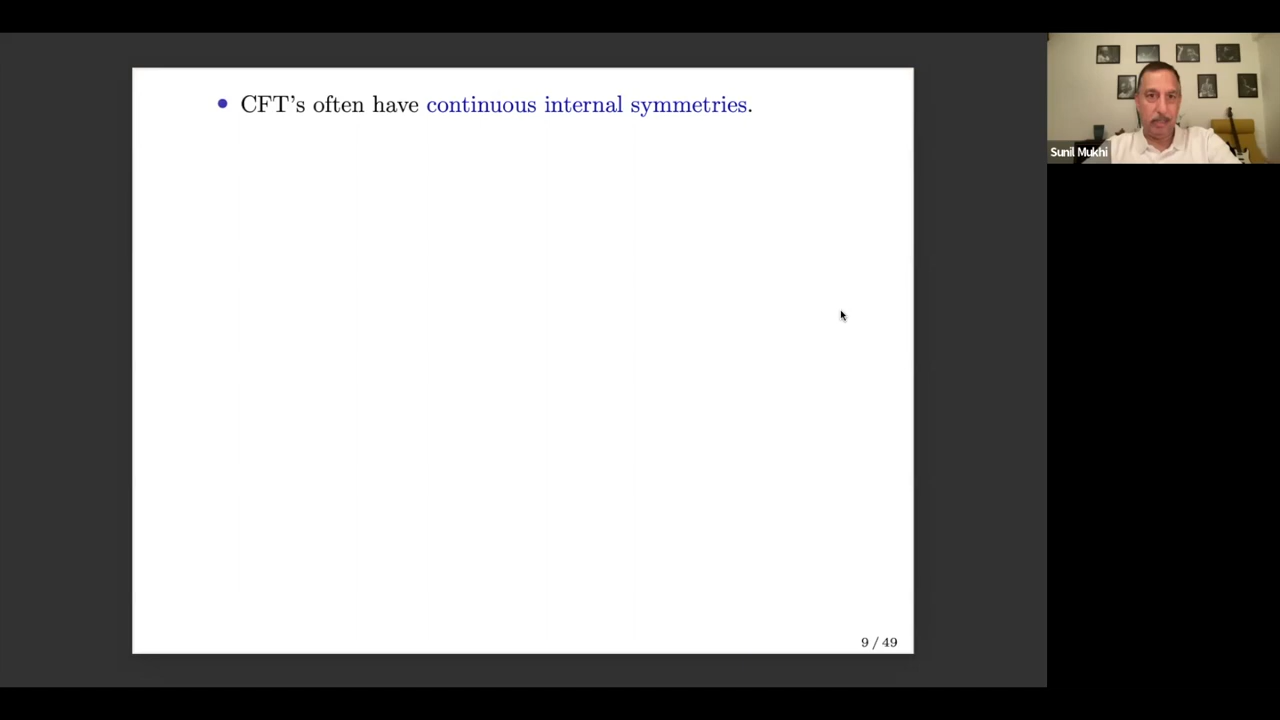 • CFT's often have continuous internal symmetries.
Sunil Mukhi
9 / 49